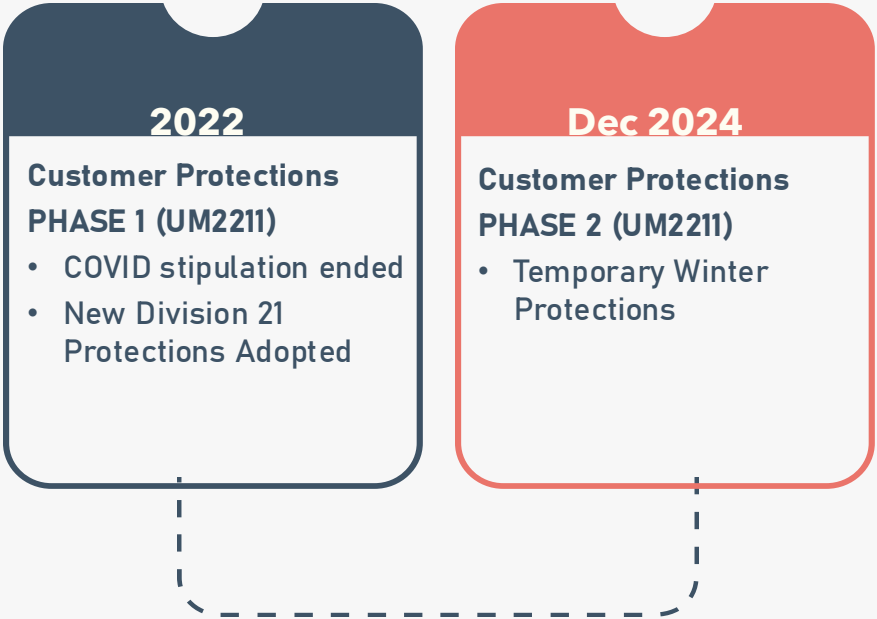 2022
Customer Protections
PHASE 1 (UM2211)
• COVID stipulation ended
• New Division 21
Protections Adopted
Dec 2024
Customer Protections
PHASE 2 (UM2211)
• Temporary Winter
Protections